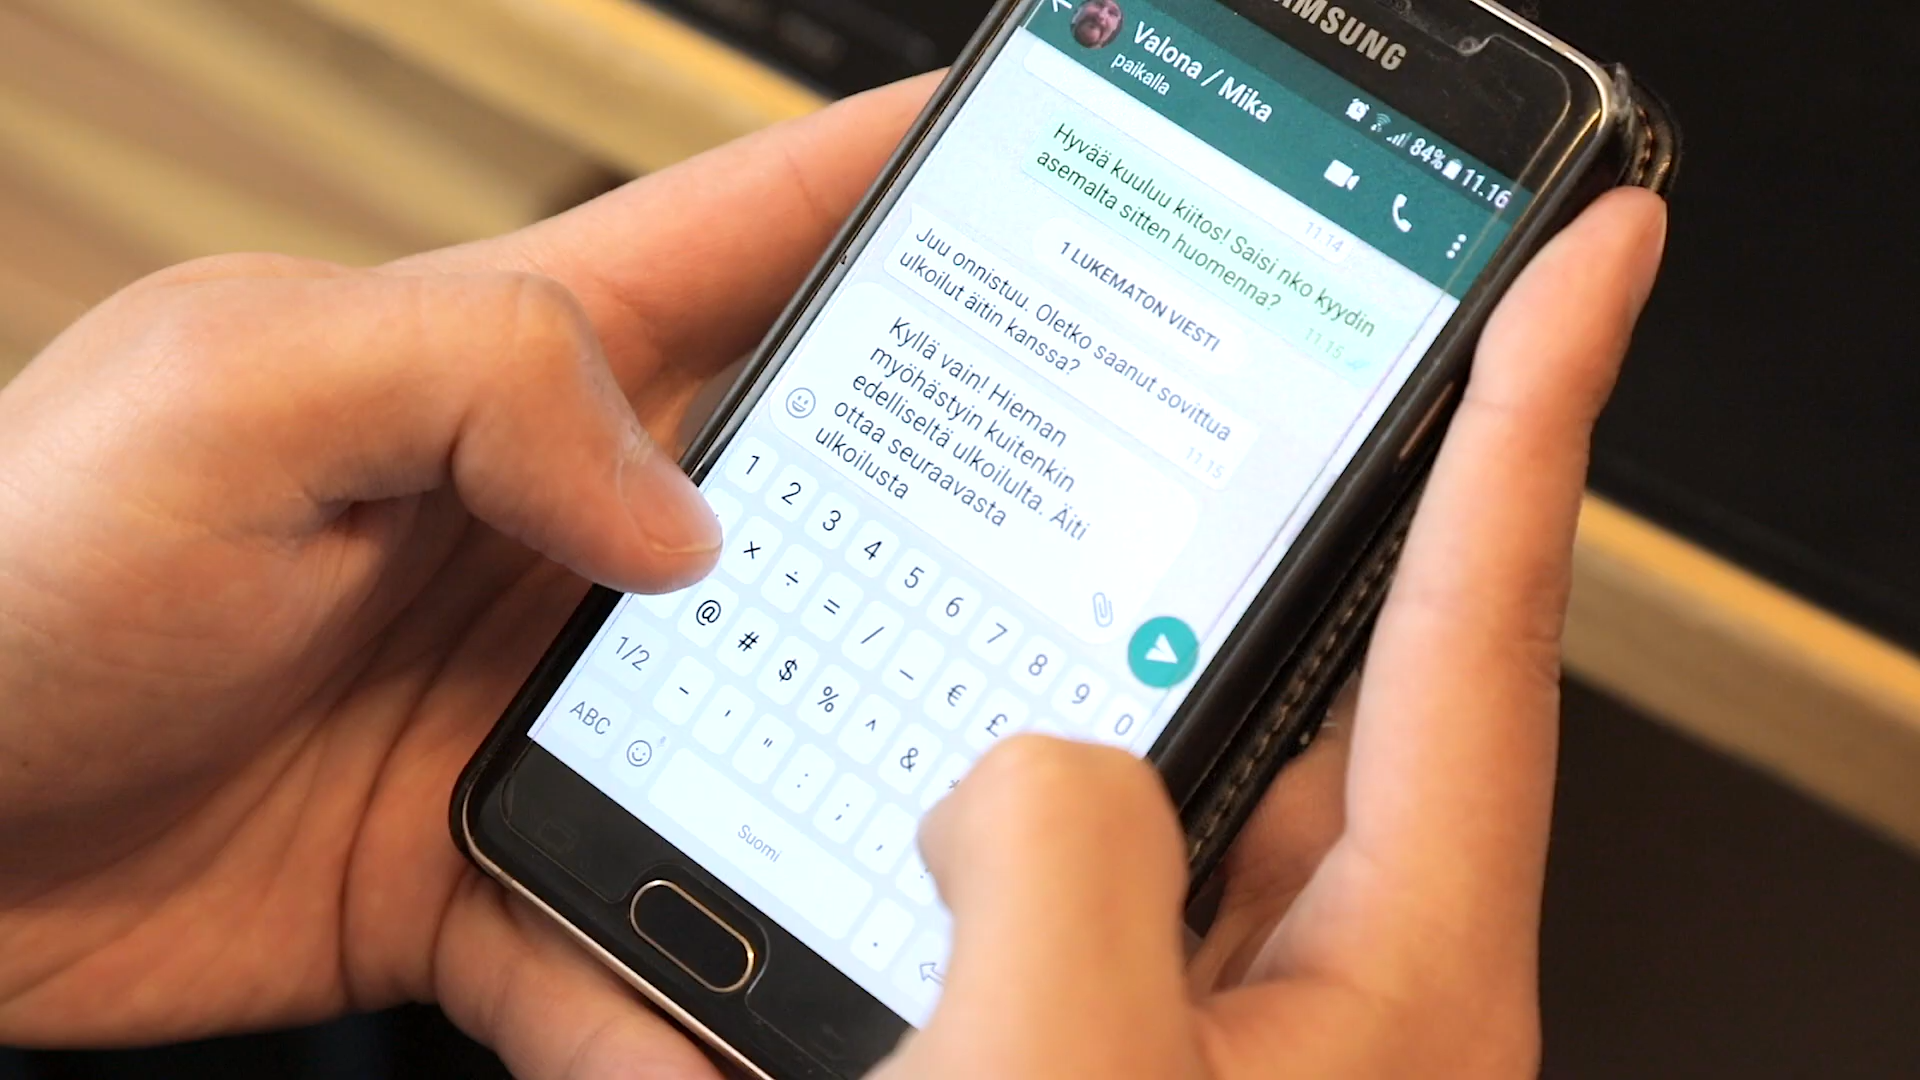 SAMSUNG
84% 11.16
Valona / Mika
paikalla
11.14
Hyvää kuuluu kiitos! Saisi nko kyydin
asemalta sitten huomenna?
11.15
1 LUKEMATON VIESTI
Juu onnistuu. Oletko saanut sovittua
ulkoilut äitin kanssa?
11.15
Kyllä vain! Hieman
myöhästyin kuitenkin
edelliseltä ulkoilulta. Äiti
ottaa seuraavasta
ulkoilusta
1 2 3 4 5 6 7 8 9 0
× ÷ = / _ € £
@ # $ % ^ & *
1/2 - ' " : ; ,
ABC Suomi .